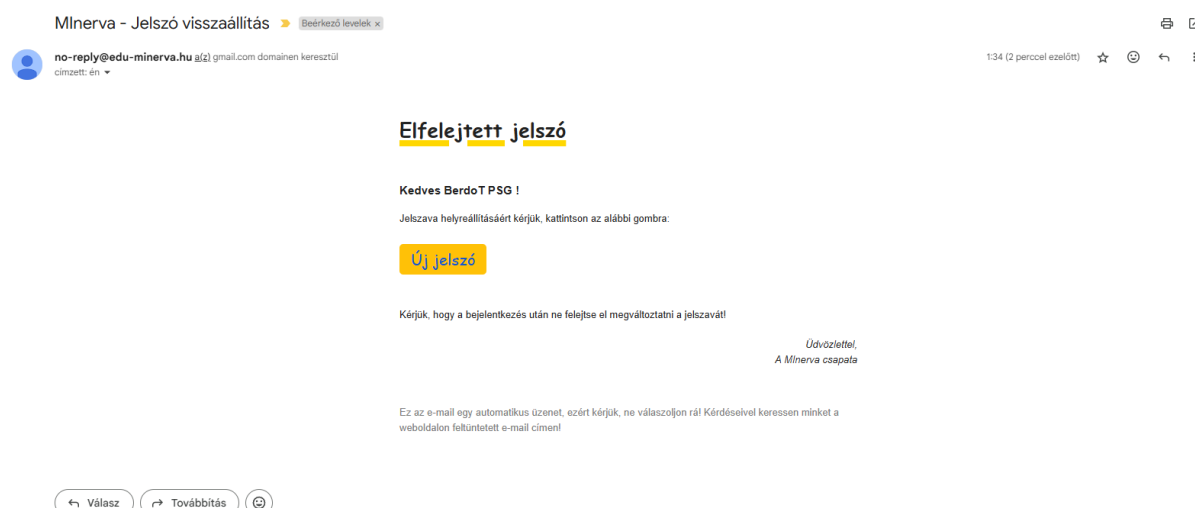 MInerva - Jelszó visszaállítás Beérkező levelek ×
no-reply@edu-minerva.hu a(z) gmail.com domainen keresztül
1:34 (2 perccel ezelőtt)
címzett: én
Elfelejtett jelszó
Kedves BerdoT PSG !
Jelszava helyreállításáért kérjük, kattintson az alábbi gombra:
Új jelszó
Kérjük, hogy a bejelentkezés után ne felejtse el megváltoztatni a jelszavát!
Üdvözlettel,
A MInerva csapata
Ez az e-mail egy automatikus üzenet, ezért kérjük, ne válaszoljon rá! Kérdéseivel keressen minket a
weboldalon feltüntetett e-mail címen!
Válasz
Továbbítás